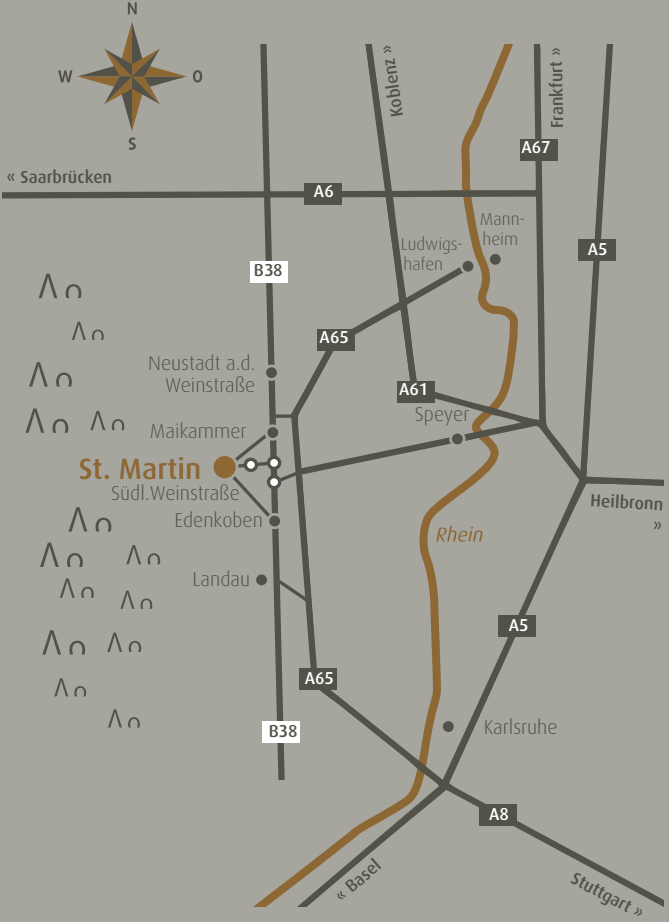 N
W
O
S
Koblenz »
Frankfurt »
A67
« Saarbrücken
A6
Mann-
heim
Ludwigs-
hafen
A5
B38
A65
Neustadt a.d.
Weinstraße
A61
Speyer
Maikammer
St. Martin
Südl.Weinstraße
Heilbronn
»
Edenkoben
Rhein
Landau
A5
A65
B38
Karlsruhe
A8
« Basel
Stuttgart »